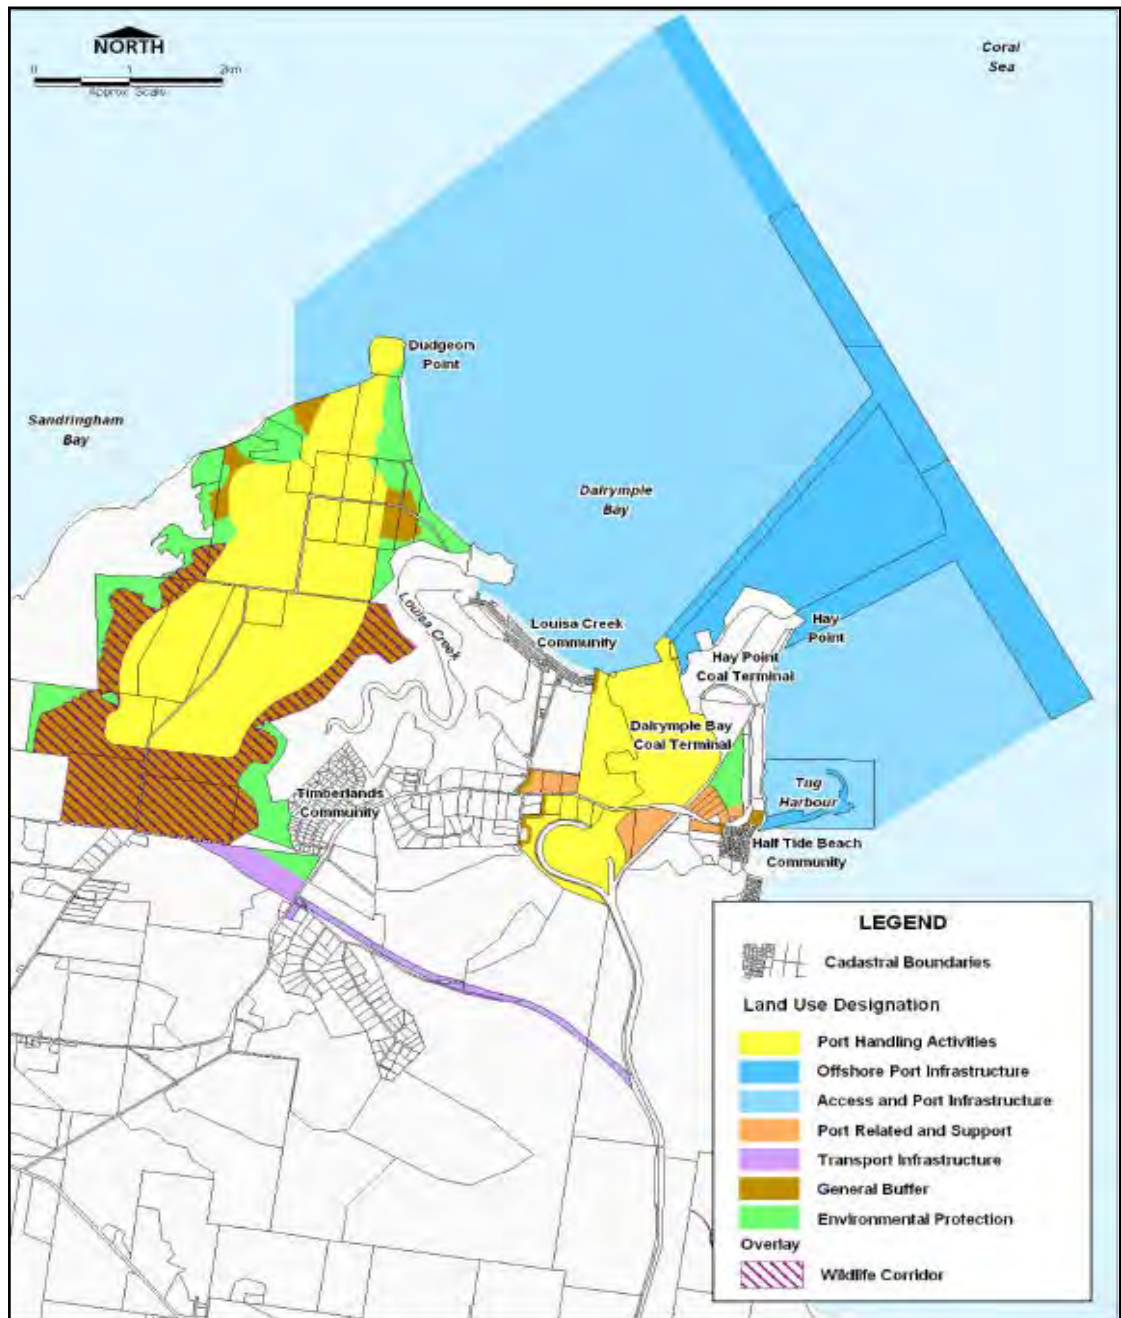 NORTH
0 1 2km
Approx Scale
Coral
Sea
Dudgeon
Point
Sandringham
Bay
Dalrymple
Bay
Louisa Creek
Louisa Creek
Community
Hay
Point
Hay Point
Coal Terminal
Dalrymple Bay
Coal Terminal
Tug
Harbour
Timberlands
Community
Half Tide Beach
Community
LEGEND
Cadastral Boundaries
Land Use Designation
Port Handling Activities
Offshore Port Infrastructure
Access and Port Infrastructure
Port Related and Support
Transport Infrastructure
General Buffer
Environmental Protection
Overlay
Wildlife Corridor